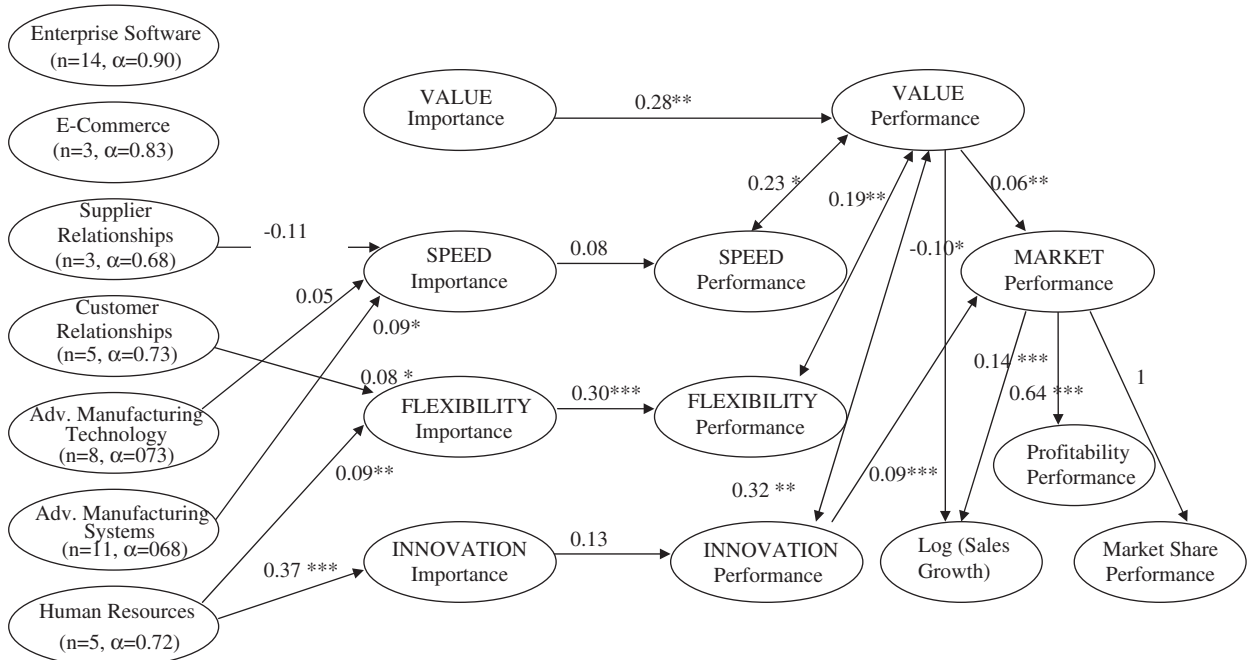 Enterprise Software
(n=14, α=0.90)
E-Commerce
(n=3, α=0.83)
Supplier
Relationships
(n=3, α=0.68)
Customer
Relationships
(n=5, α=0.73)
Adv. Manufacturing
Technology
(n=8, α=073)
Adv. Manufacturing
Systems
(n=11, α=068)
Human Resources
(n=5, α=0.72)
-0.11
0.05
0.09*
0.08 *
0.09**
0.37 ***
VALUE
Importance
SPEED
Importance
FLEXIBILITY
Importance
INNOVATION
Importance
0.28**
0.08
0.30***
0.13
VALUE
Performance
SPEED
Performance
FLEXIBILITY
Performance
INNOVATION
Performance
0.23 *
0.19**
-0.10*
0.06**
0.32 **
0.09***
MARKET
Performance
0.14 ***
0.64 ***
1
Profitability
Performance
Log (Sales
Growth)
Market Share
Performance